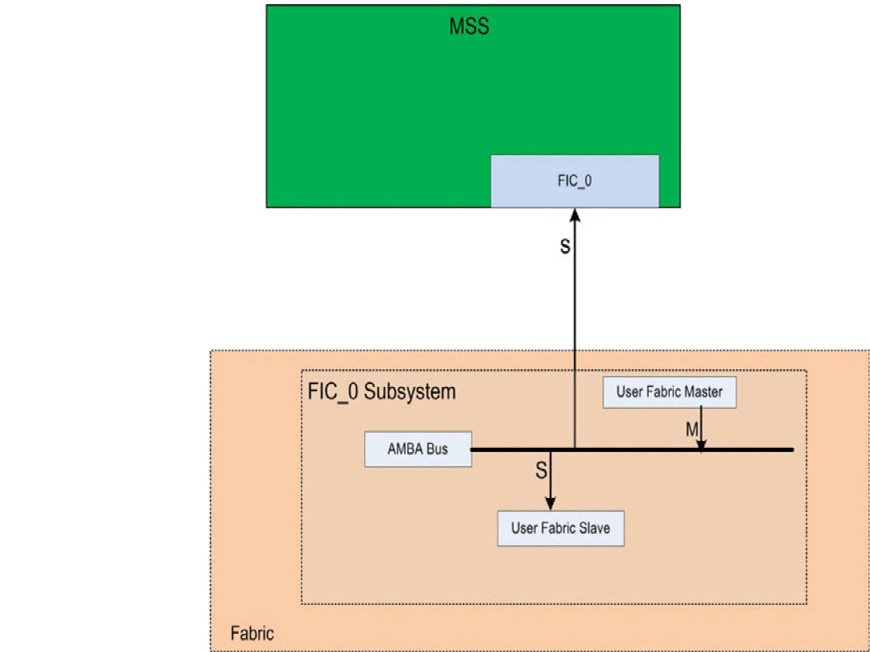 MSS
FIC_0
S
FIC_0 Subsystem
User Fabric Master
M
AMBA Bus
S
User Fabric Slave
Fabric